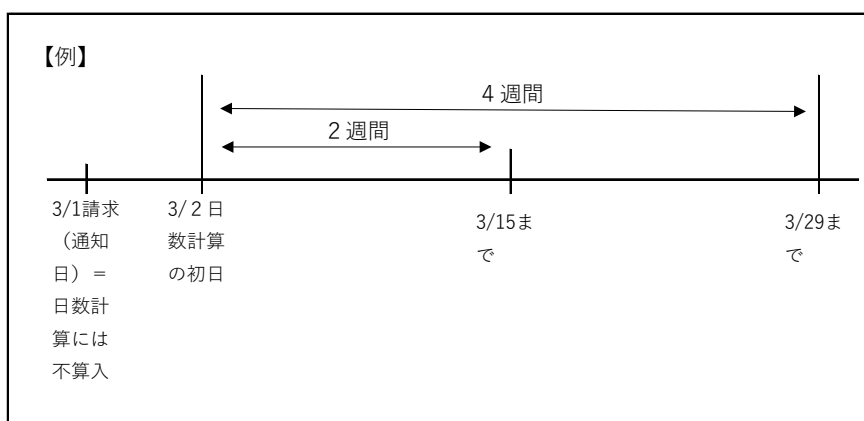 【例】
4週間
2週間
3/1請求
（通知
日）＝
日数計
算には
不算入
3/２日
数計算
の初日
3/15ま
で
3/29ま
で